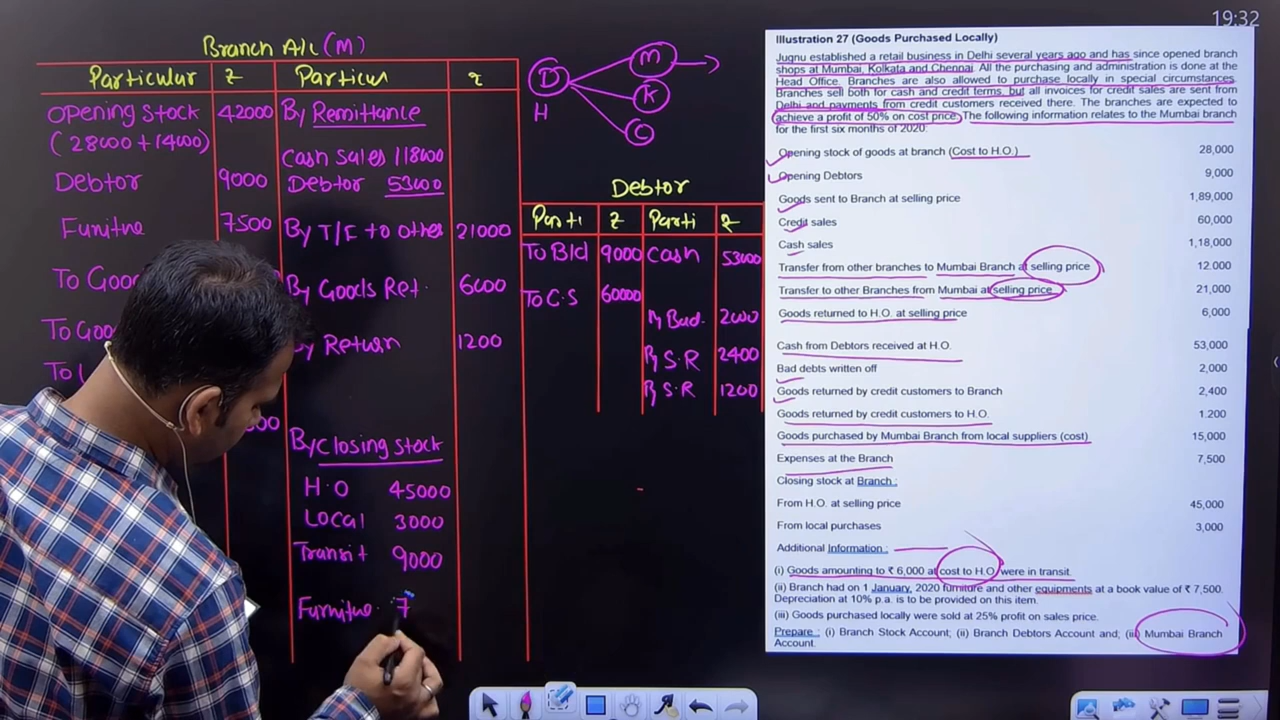 19:32
Branch A/c (M)
Particular ₹ Particus ₹
Opening Stock 42000 By Remittance
(28000 + 14000)
Cash Sales 118000
Debtor 9000 Debtor 53000
Funitue 7500 By T/F to other 21000
To Goo By Goods Ret. 6000
To Goo By Return 1200
To (
000
By Closing Stock
H.O 45000
Local 3000
Transit 9000
Furnitue 7
D
H
M
K
C
Debtor
Parti ₹ Parti ₹
To Bld 9000 Cash 53000
To C.S 60000
By Bad. 2000
By S.R 2400
By S.R 1200
Illustration 27 (Goods Purchased Locally)
Jugnu established a retail business in Delhi several years ago and has since opened branch
shops at Mumbai, Kolkata and Chennai. All the purchasing and administration is done at the
Head Office. Branches are also allowed to purchase locally in special circumstances.
Branches sell both for cash and credit terms, but all invoices for credit sales are sent from
Delhi and payments from credit customers received there. The branches are expected to
achieve a profit of 50% on cost price. The following information relates to the Mumbai branch
for the first six months of 2020:
Opening stock of goods at branch (Cost to H.O.) 28,000
Opening Debtors 9,000
Goods sent to Branch at selling price 1,89,000
Credit sales 60,000
Cash sales 1,18,000
Transfer from other branches to Mumbai Branch at selling price 12.000
Transfer to other Branches from Mumbai at selling price 21,000
Goods returned to H.O. at selling price 6,000
Cash from Debtors received at H.O. 53,000
Bad debts written off 2,000
Goods returned by credit customers to Branch 2,400
Goods returned by credit customers to H.O. 1.200
Goods purchased by Mumbai Branch from local suppliers (cost) 15,000
Expenses at the Branch 7,500
Closing stock at Branch :
From H.O. at selling price 45,000
From local purchases 3,000
Additional Information :
(i) Goods amounting to ₹ 6,000 at cost to H.O. were in transit.
(ii) Branch had on 1 January, 2020 furniture and other equipments at a book value of ₹ 7,500.
Depreciation at 10% p.a. is to be provided on this item.
(iii) Goods purchased locally were sold at 25% profit on sales price.
Prepare : (i) Branch Stock Account; (ii) Branch Debtors Account and; (iii) Mumbai Branch
Account.